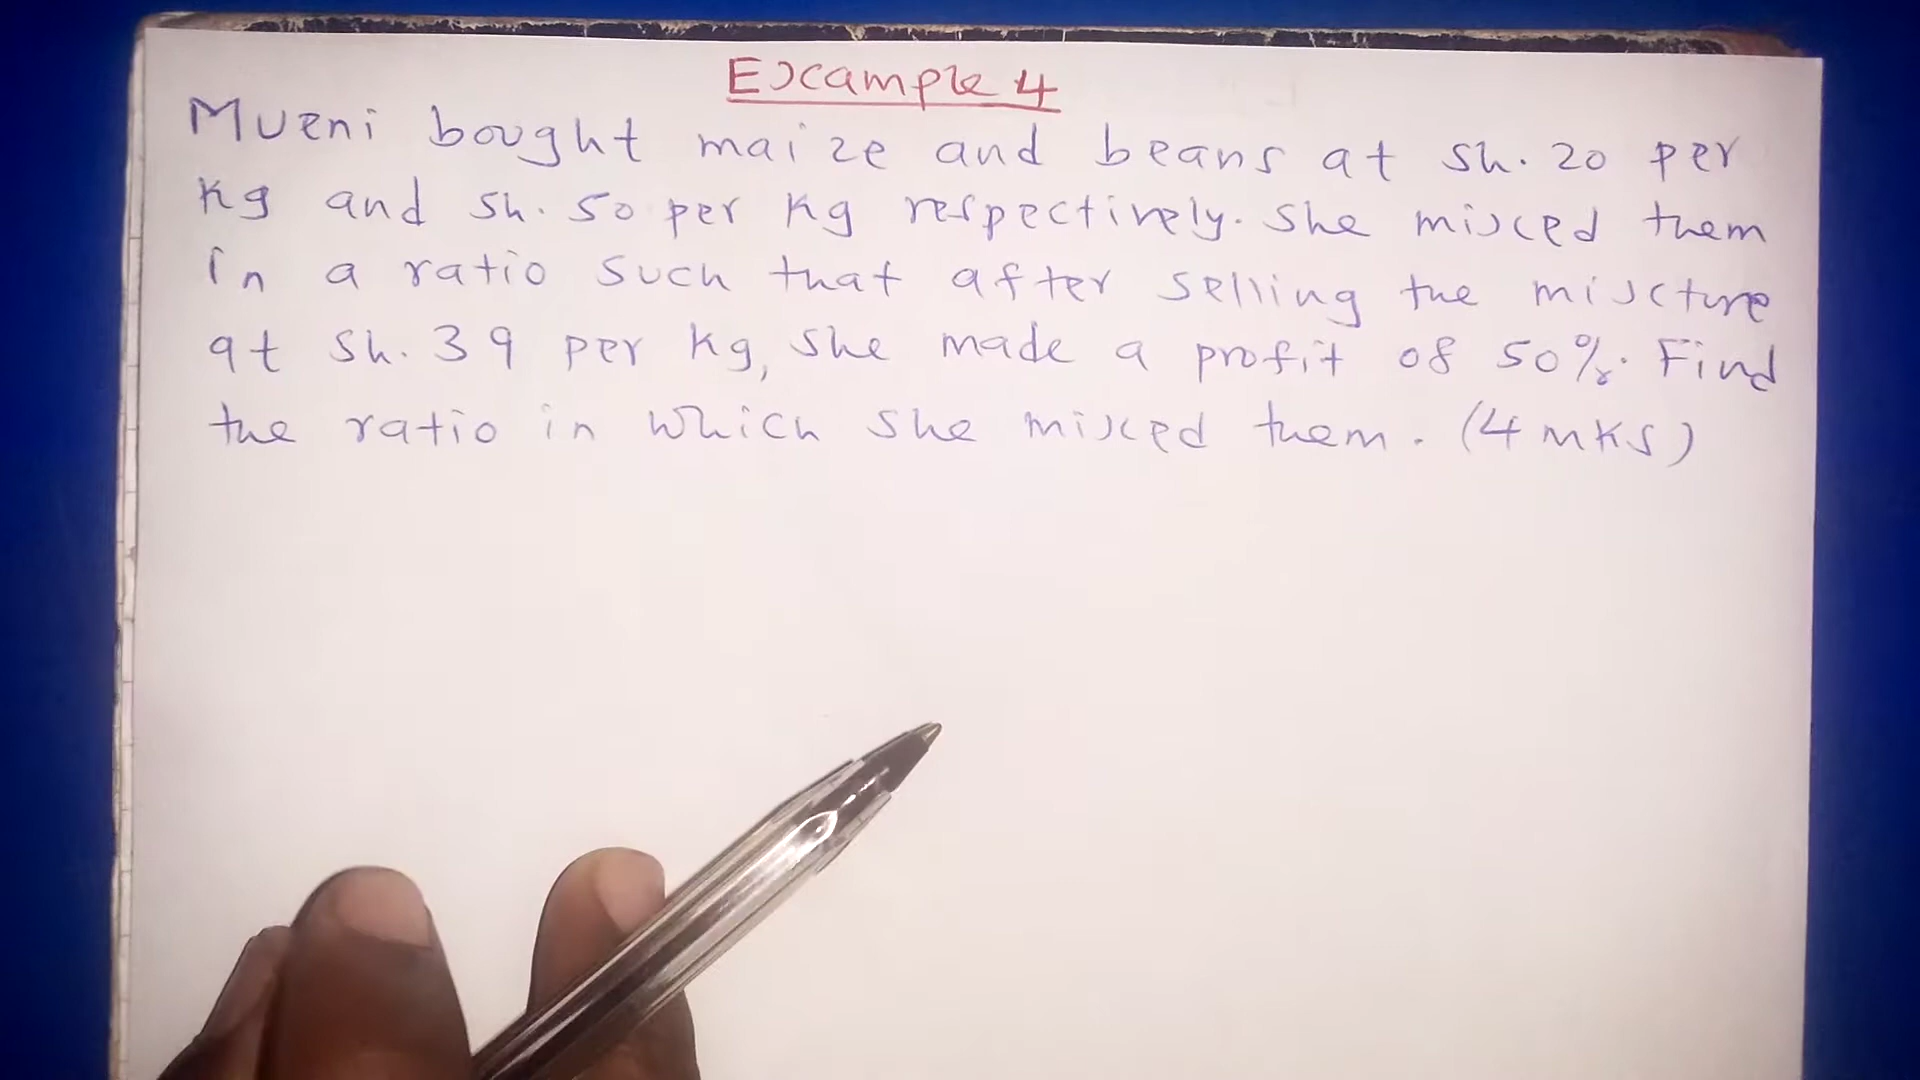 Example 4
Mueni bought maize and beans at sh. 20 per
kg and sh. 50 per kg respectively. She mixed them
in a ratio such that after selling the mixture
at sh. 39 per kg, she made a profit of 50%. Find
the ratio in which she mixed them. (4 mks)